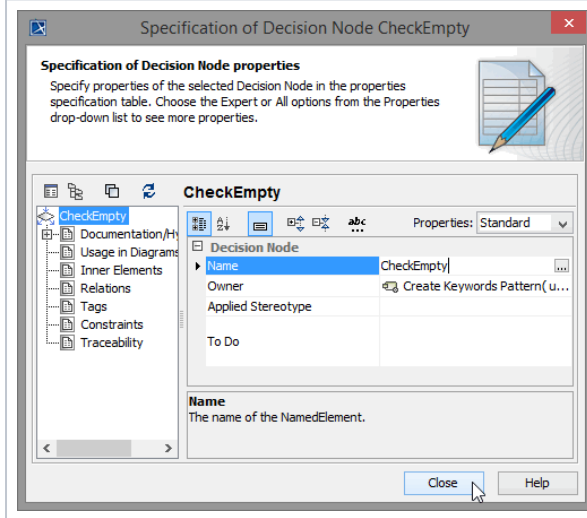 Specification of Decision Node CheckEmpty
Specification of Decision Node properties
Specify properties of the selected Decision Node in the properties
specification table. Choose the Expert or All options from the Properties
drop-down list to see more properties.
CheckEmpty
abc
Properties: Standard
CheckEmpty
Documentation/Hy
Usage in Diagrams
Inner Elements
Relations
Tags
Constraints
Traceability
Decision Node
Name CheckEmpty ...
Owner Create Keywords Pattern( u...
Applied Stereotype
To Do
Name
The name of the NamedElement.
Close Help